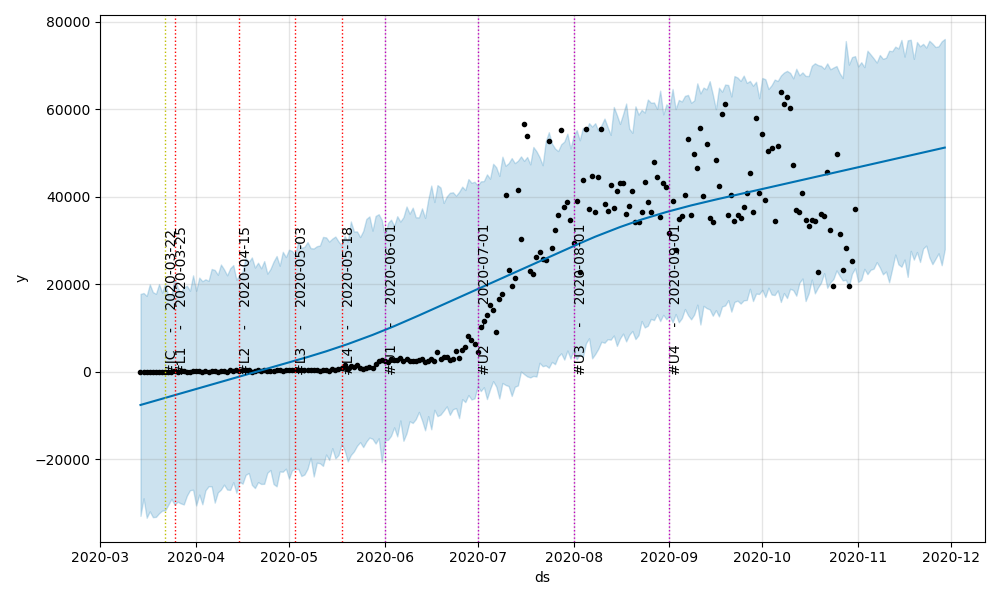 80000
60000
40000
20000
0
−20000
y
#JC - 2020-03-22
#L1 - 2020-03-25
#L2 - 2020-04-15
#L3 - 2020-05-03
#L4 - 2020-05-18
#U1 - 2020-06-01
#U2 - 2020-07-01
#U3 - 2020-08-01
#U4 - 2020-09-01
2020-03 2020-04 2020-05 2020-06 2020-07 2020-08 2020-09 2020-10 2020-11 2020-12
ds